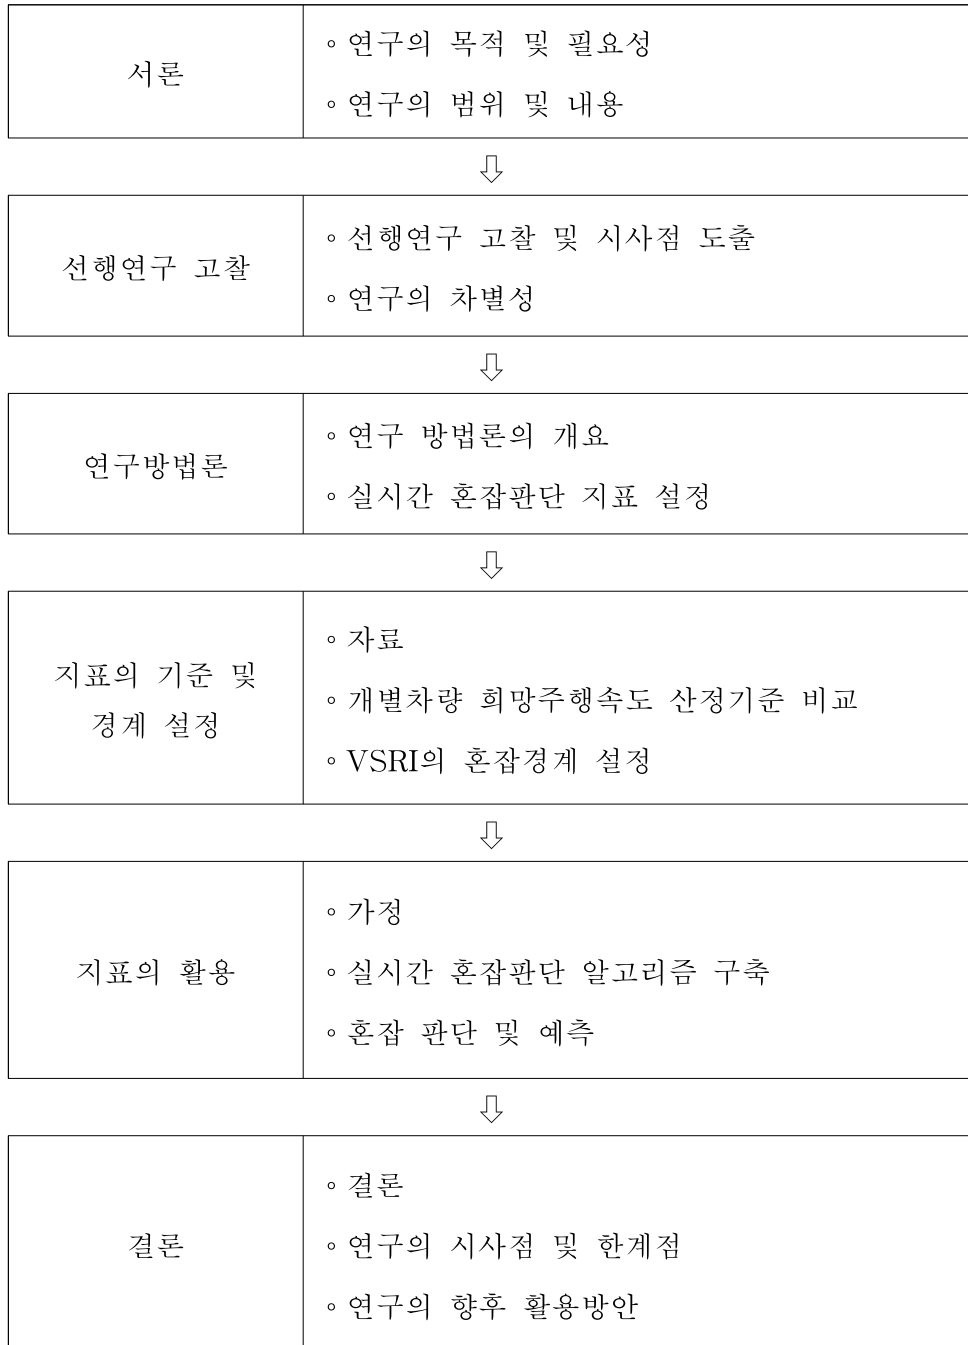 서론
◦연구의 목적 및 필요성
◦연구의 범위 및 내용
⇩
선행연구 고찰
◦선행연구 고찰 및 시사점 도출
◦연구의 차별성
⇩
연구방법론
◦연구 방법론의 개요
◦실시간 혼잡판단 지표 설정
⇩
지표의 기준 및
경계 설정
◦자료
◦개별차량 희망주행속도 산정기준 비교
◦VSRI의 혼잡경계 설정
⇩
지표의 활용
◦가정
◦실시간 혼잡판단 알고리즘 구축
◦혼잡 판단 및 예측
⇩
결론
◦결론
◦연구의 시사점 및 한계점
◦연구의 향후 활용방안